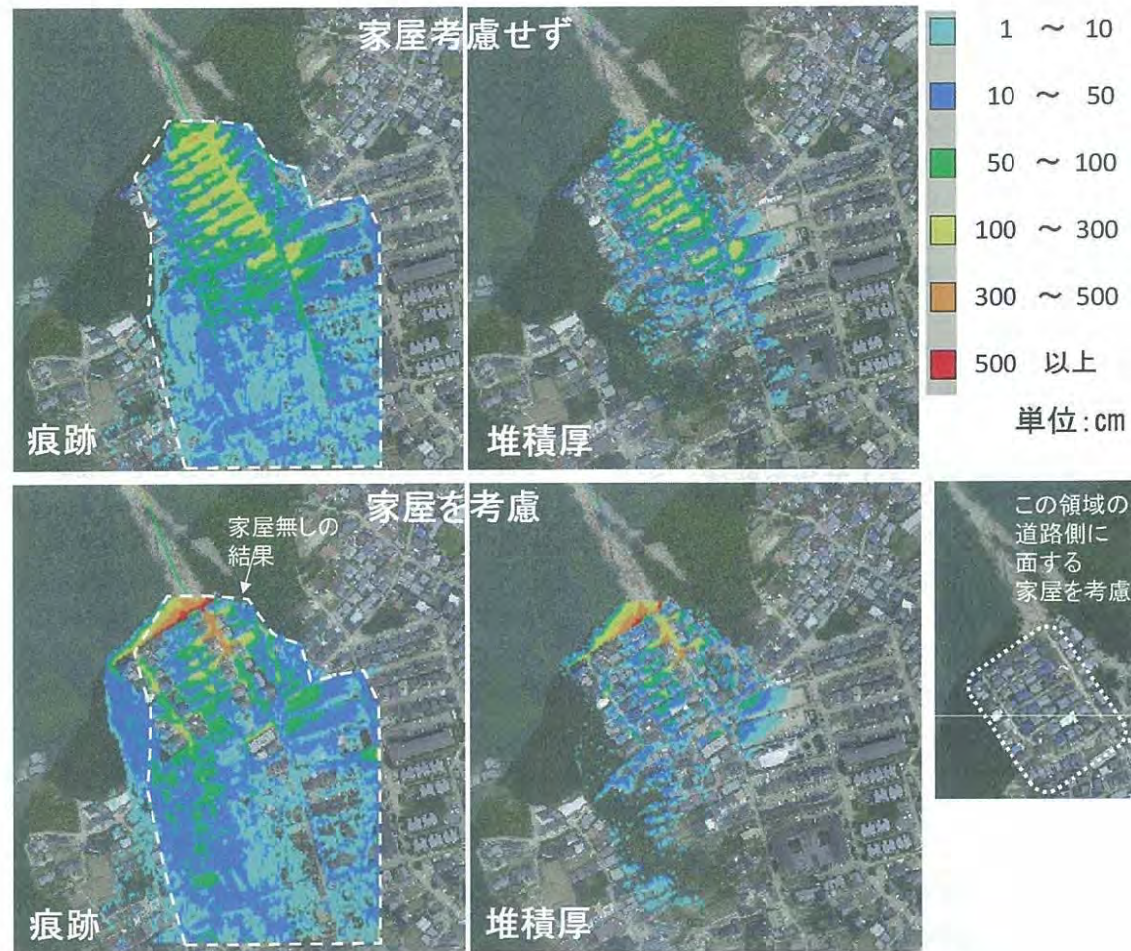 家屋考慮せず
痕跡
堆積厚
1 ～ 10
10 ～ 50
50 ～ 100
100 ～ 300
300 ～ 500
500 以上
単位:cm
家屋を考慮
家屋無しの
結果
痕跡
堆積厚
この領域の
道路側に
面する
家屋を考慮